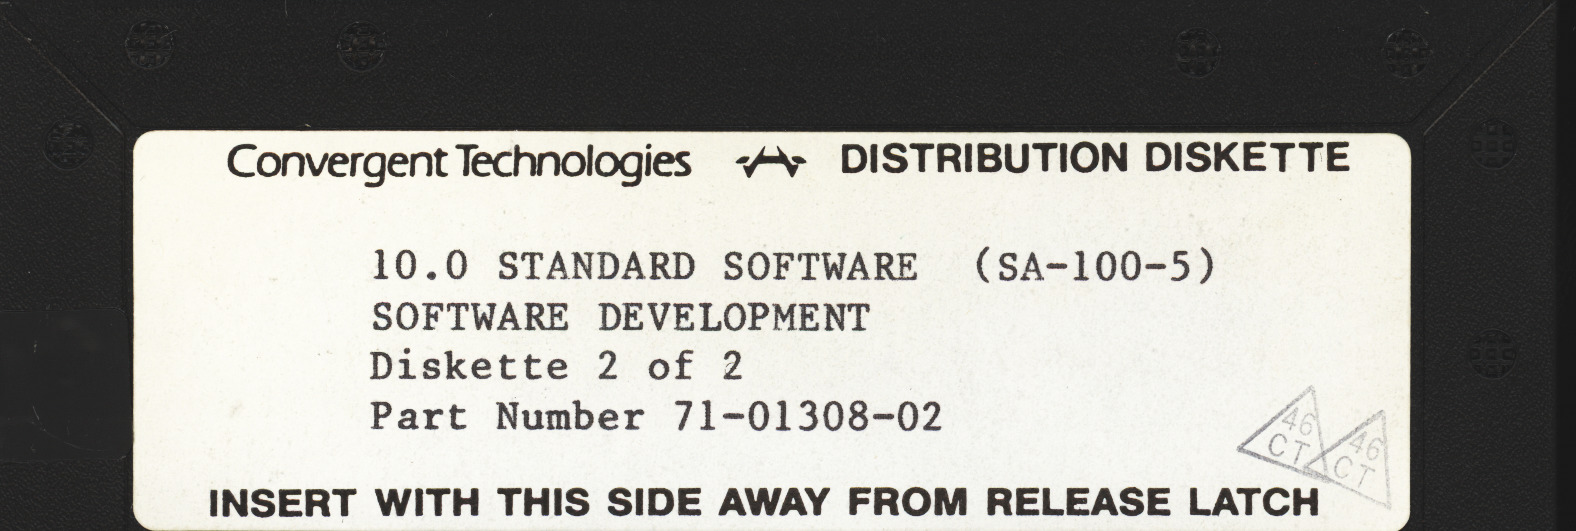 Convergent Technologies DISTRIBUTION DISKETTE
10.0 STANDARD SOFTWARE (SA-100-5)
SOFTWARE DEVELOPMENT
Diskette 2 of 2
Part Number 71-01308-02
46
CT
46
CT
INSERT WITH THIS SIDE AWAY FROM RELEASE LATCH